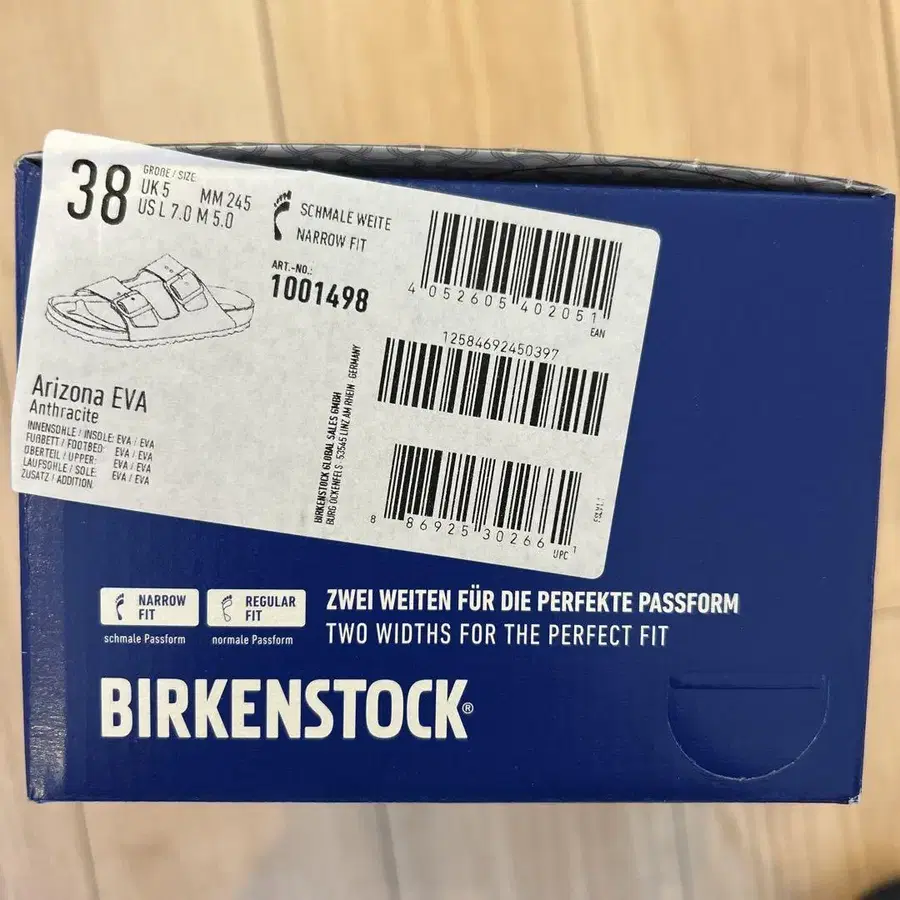 38
GRÖßE / SIZE
UK 5 MM 245
US L 7.0 M 5.0
SCHMALE WEITE
NARROW FIT
ART.-NO.:
1001498
4 052605 402051
EAN
12584692450397
8 86925 30266 1
UPC
Arizona EVA
Anthracite
INNENSOHLE / INSOLE: EVA / EVA
FUßBETT / FOOTBED: EVA / EVA
OBERTEIL / UPPER: EVA / EVA
LAUFSOHLE / SOLE: EVA / EVA
ZUSATZ / ADDITION:
BIRKENSTOCK GLOBAL SALES GMBH
BURG OCKENFELS · 53545 LINZ AM RHEIN · GERMANY
NARROW FIT
schmale Passform
REGULAR FIT
normale Passform
ZWEI WEITEN FÜR DIE PERFEKTE PASSFORM
TWO WIDTHS FOR THE PERFECT FIT
BIRKENSTOCK®